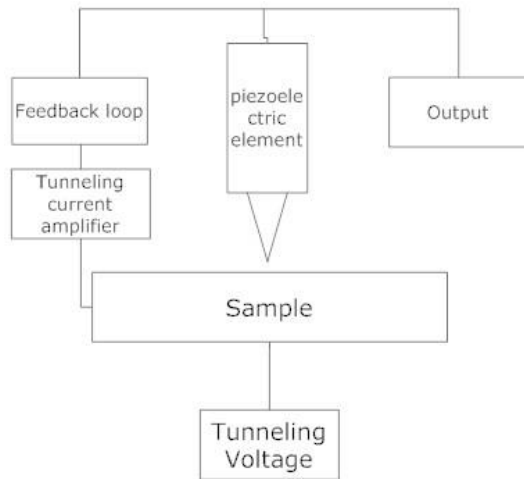 Feedback loop
piezoele
ctric
element
Output
Tunneling
current
amplifier
Sample
Tunneling
Voltage